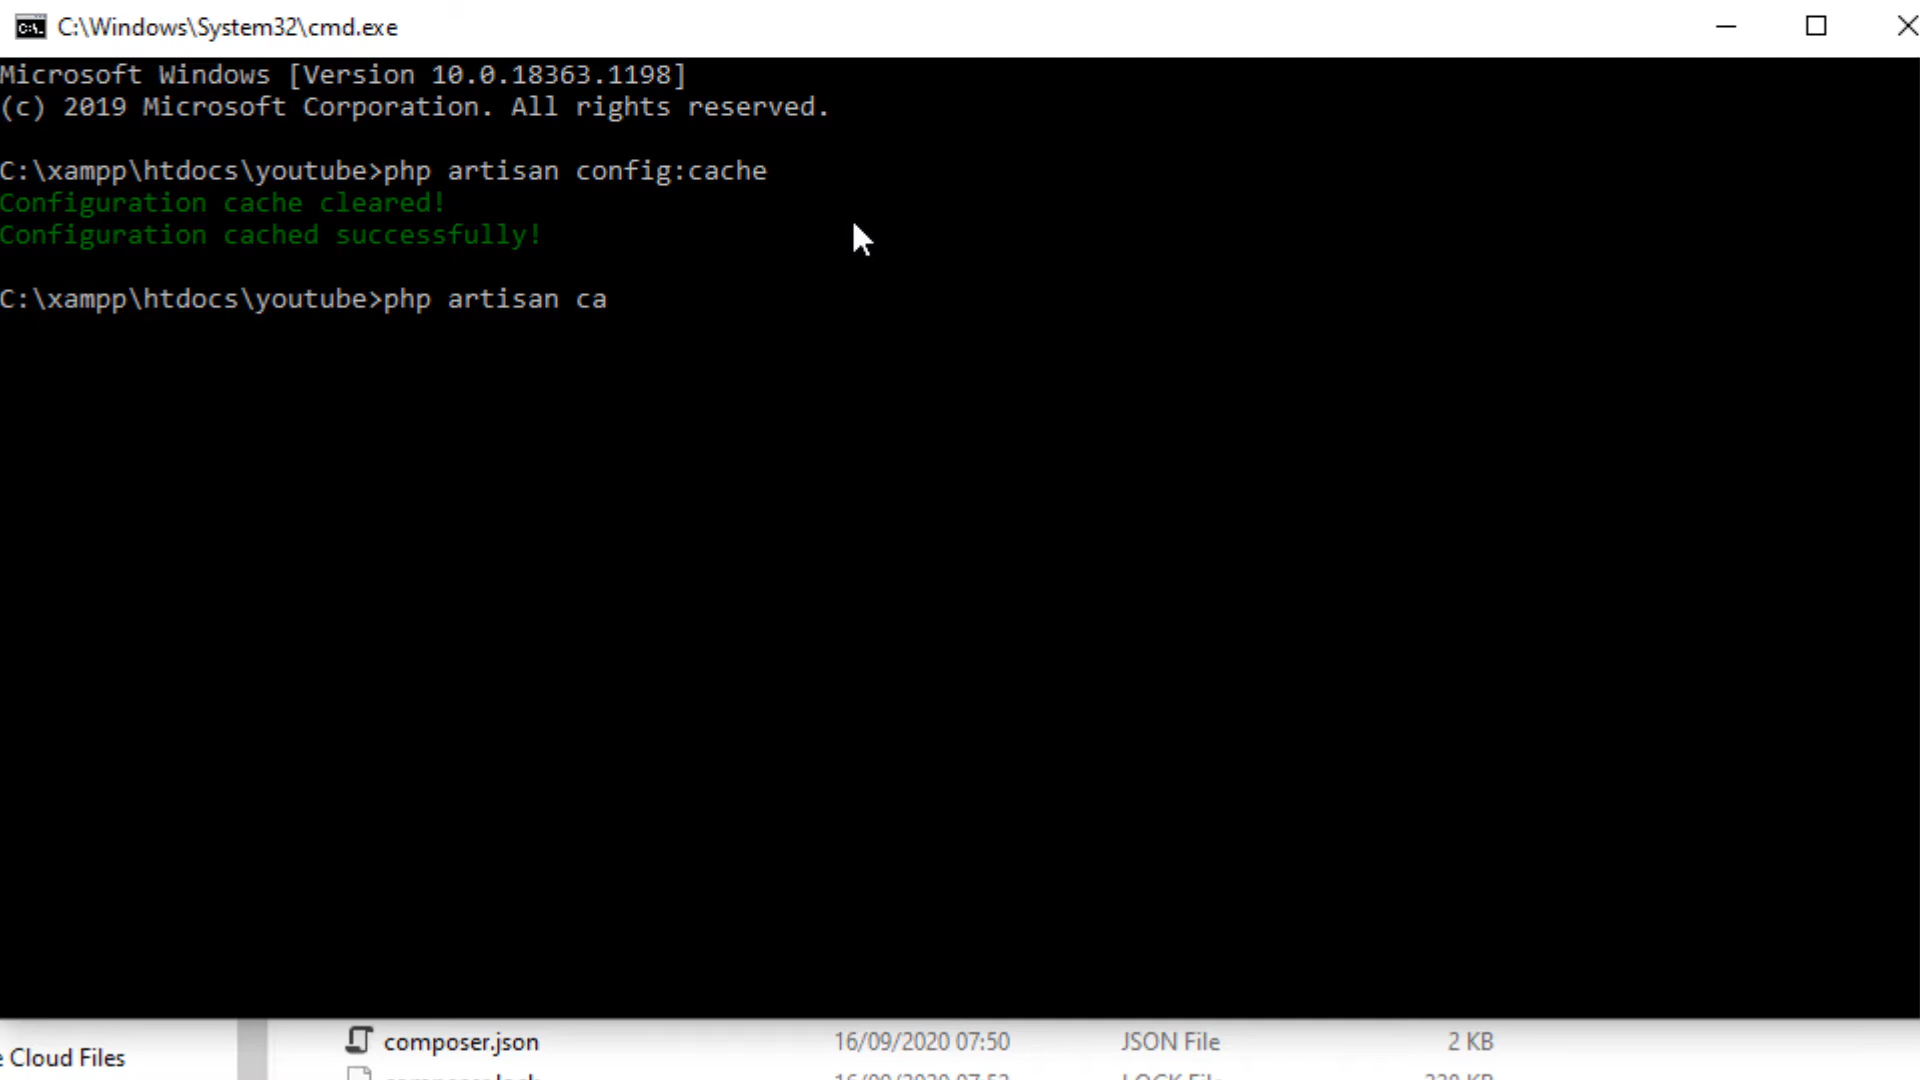 C:\Windows\System32\cmd.exe
Microsoft Windows [Version 10.0.18363.1198]
(c) 2019 Microsoft Corporation. All rights reserved.
C:\xampp\htdocs\youtube>php artisan config:cache
Configuration cache cleared!
Configuration cached successfully!
C:\xampp\htdocs\youtube>php artisan ca
composer.json 16/09/2020 07:50 JSON File 2 KB
Cloud Files